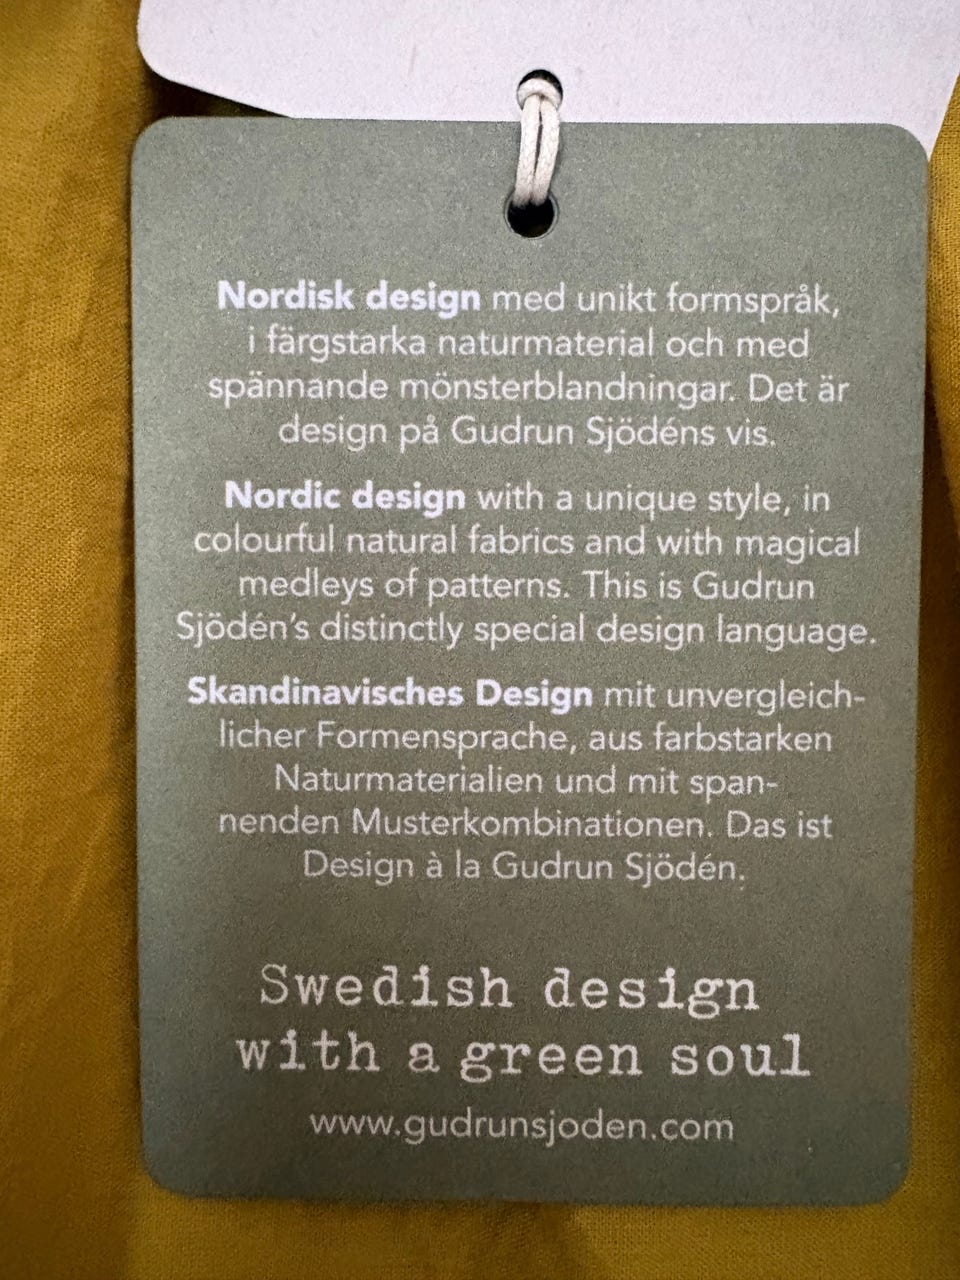 Nordisk design med unikt formspråk,
i färgstarka naturmaterial och med
spännande mönsterblandningar. Det är
design på Gudrun Sjödéns vis.
Nordic design with a unique style, in
colourful natural fabrics and with magical
medleys of patterns. This is Gudrun
Sjödén’s distinctly special design language.
Skandinavisches Design mit unvergleich-
licher Formensprache, aus farbstarken
Naturmaterialien und mit span-
nenden Musterkombinationen. Das ist
Design à la Gudrun Sjödén.
Swedish design
with a green soul
www.gudrunsjoden.com